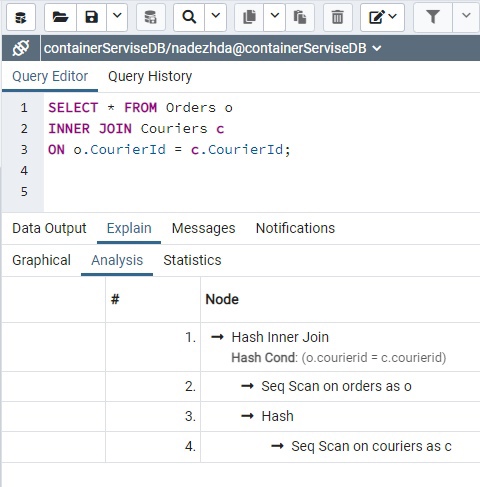 containerServiseDB/nadezhda@containerServiseDB
Query Editor Query History
1 SELECT * FROM Orders o
2 INNER JOIN Couriers c
3 ON o.CourierId = c.CourierId;
4
5
Data Output Explain Messages Notifications
Graphical Analysis Statistics
# Node
1. → Hash Inner Join
Hash Cond: (o.courierid = c.courierid)
2. → Seq Scan on orders as o
3. → Hash
4. → Seq Scan on couriers as c